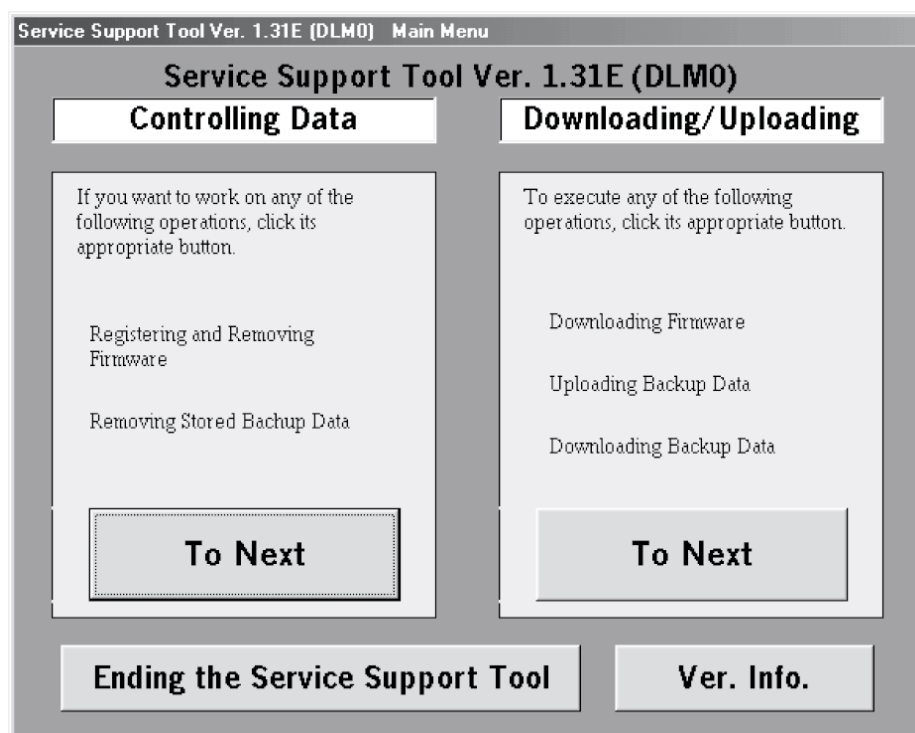 Service Support Tool Ver. 1.31E (DLM0) Main Menu
Service Support Tool Ver. 1.31E (DLM0)
Controlling Data
If you want to work on any of the
following operations, click its
appropriate button.
Registering and Removing
Firmware
Removing Stored Bachup Data
To Next
Downloading/Uploading
To execute any of the following
operations, click its appropriate button.
Downloading Firmware
Uploading Backup Data
Downloading Backup Data
To Next
Ending the Service Support Tool
Ver. Info.